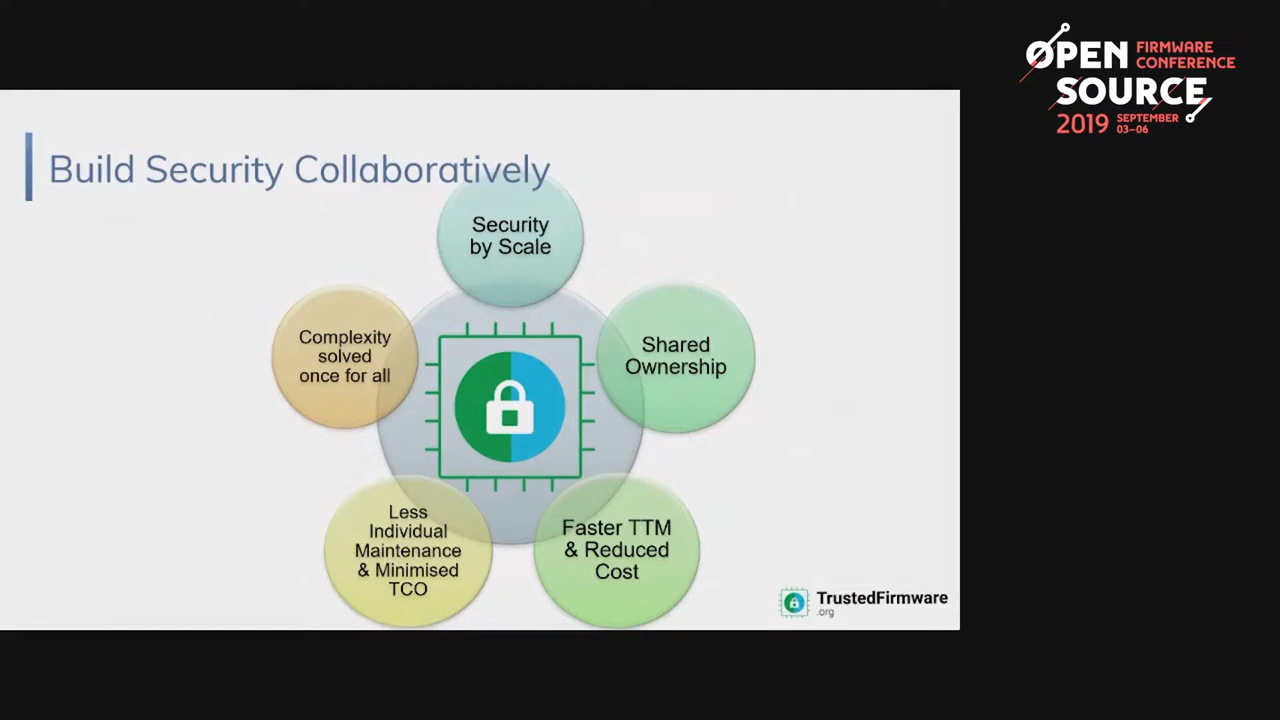 OPEN
FIRMWARE
CONFERENCE
SOURCE
2019
SEPTEMBER
03–06
Build Security Collaboratively
Security
by Scale
Shared
Ownership
Faster TTM
& Reduced
Cost
Less
Individual
Maintenance
& Minimised
TCO
Complexity
solved
once for all
TrustedFirmware
.org